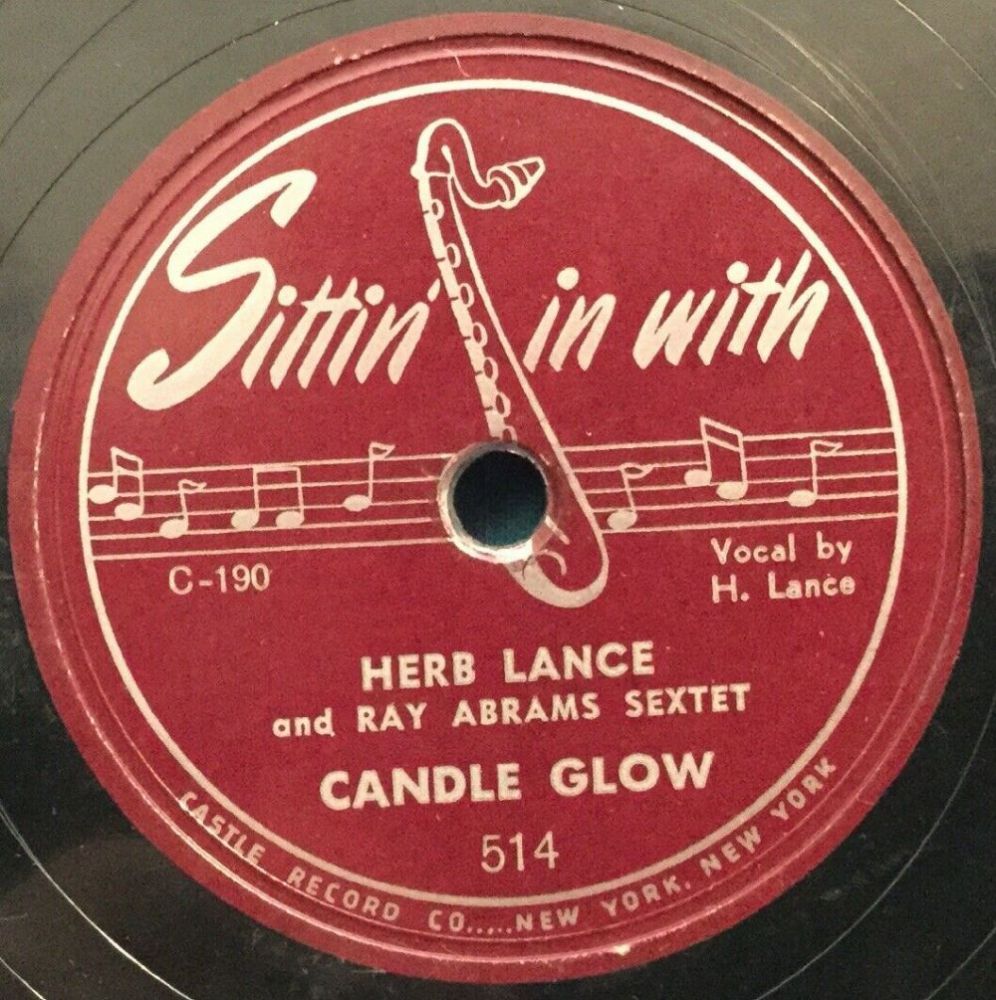 Sittin' in with
C-190
Vocal by
H. Lance
HERB LANCE
and RAY ABRAMS SEXTET
CANDLE GLOW
514
CASTLE RECORD CO.,... NEW YORK, NEW YORK